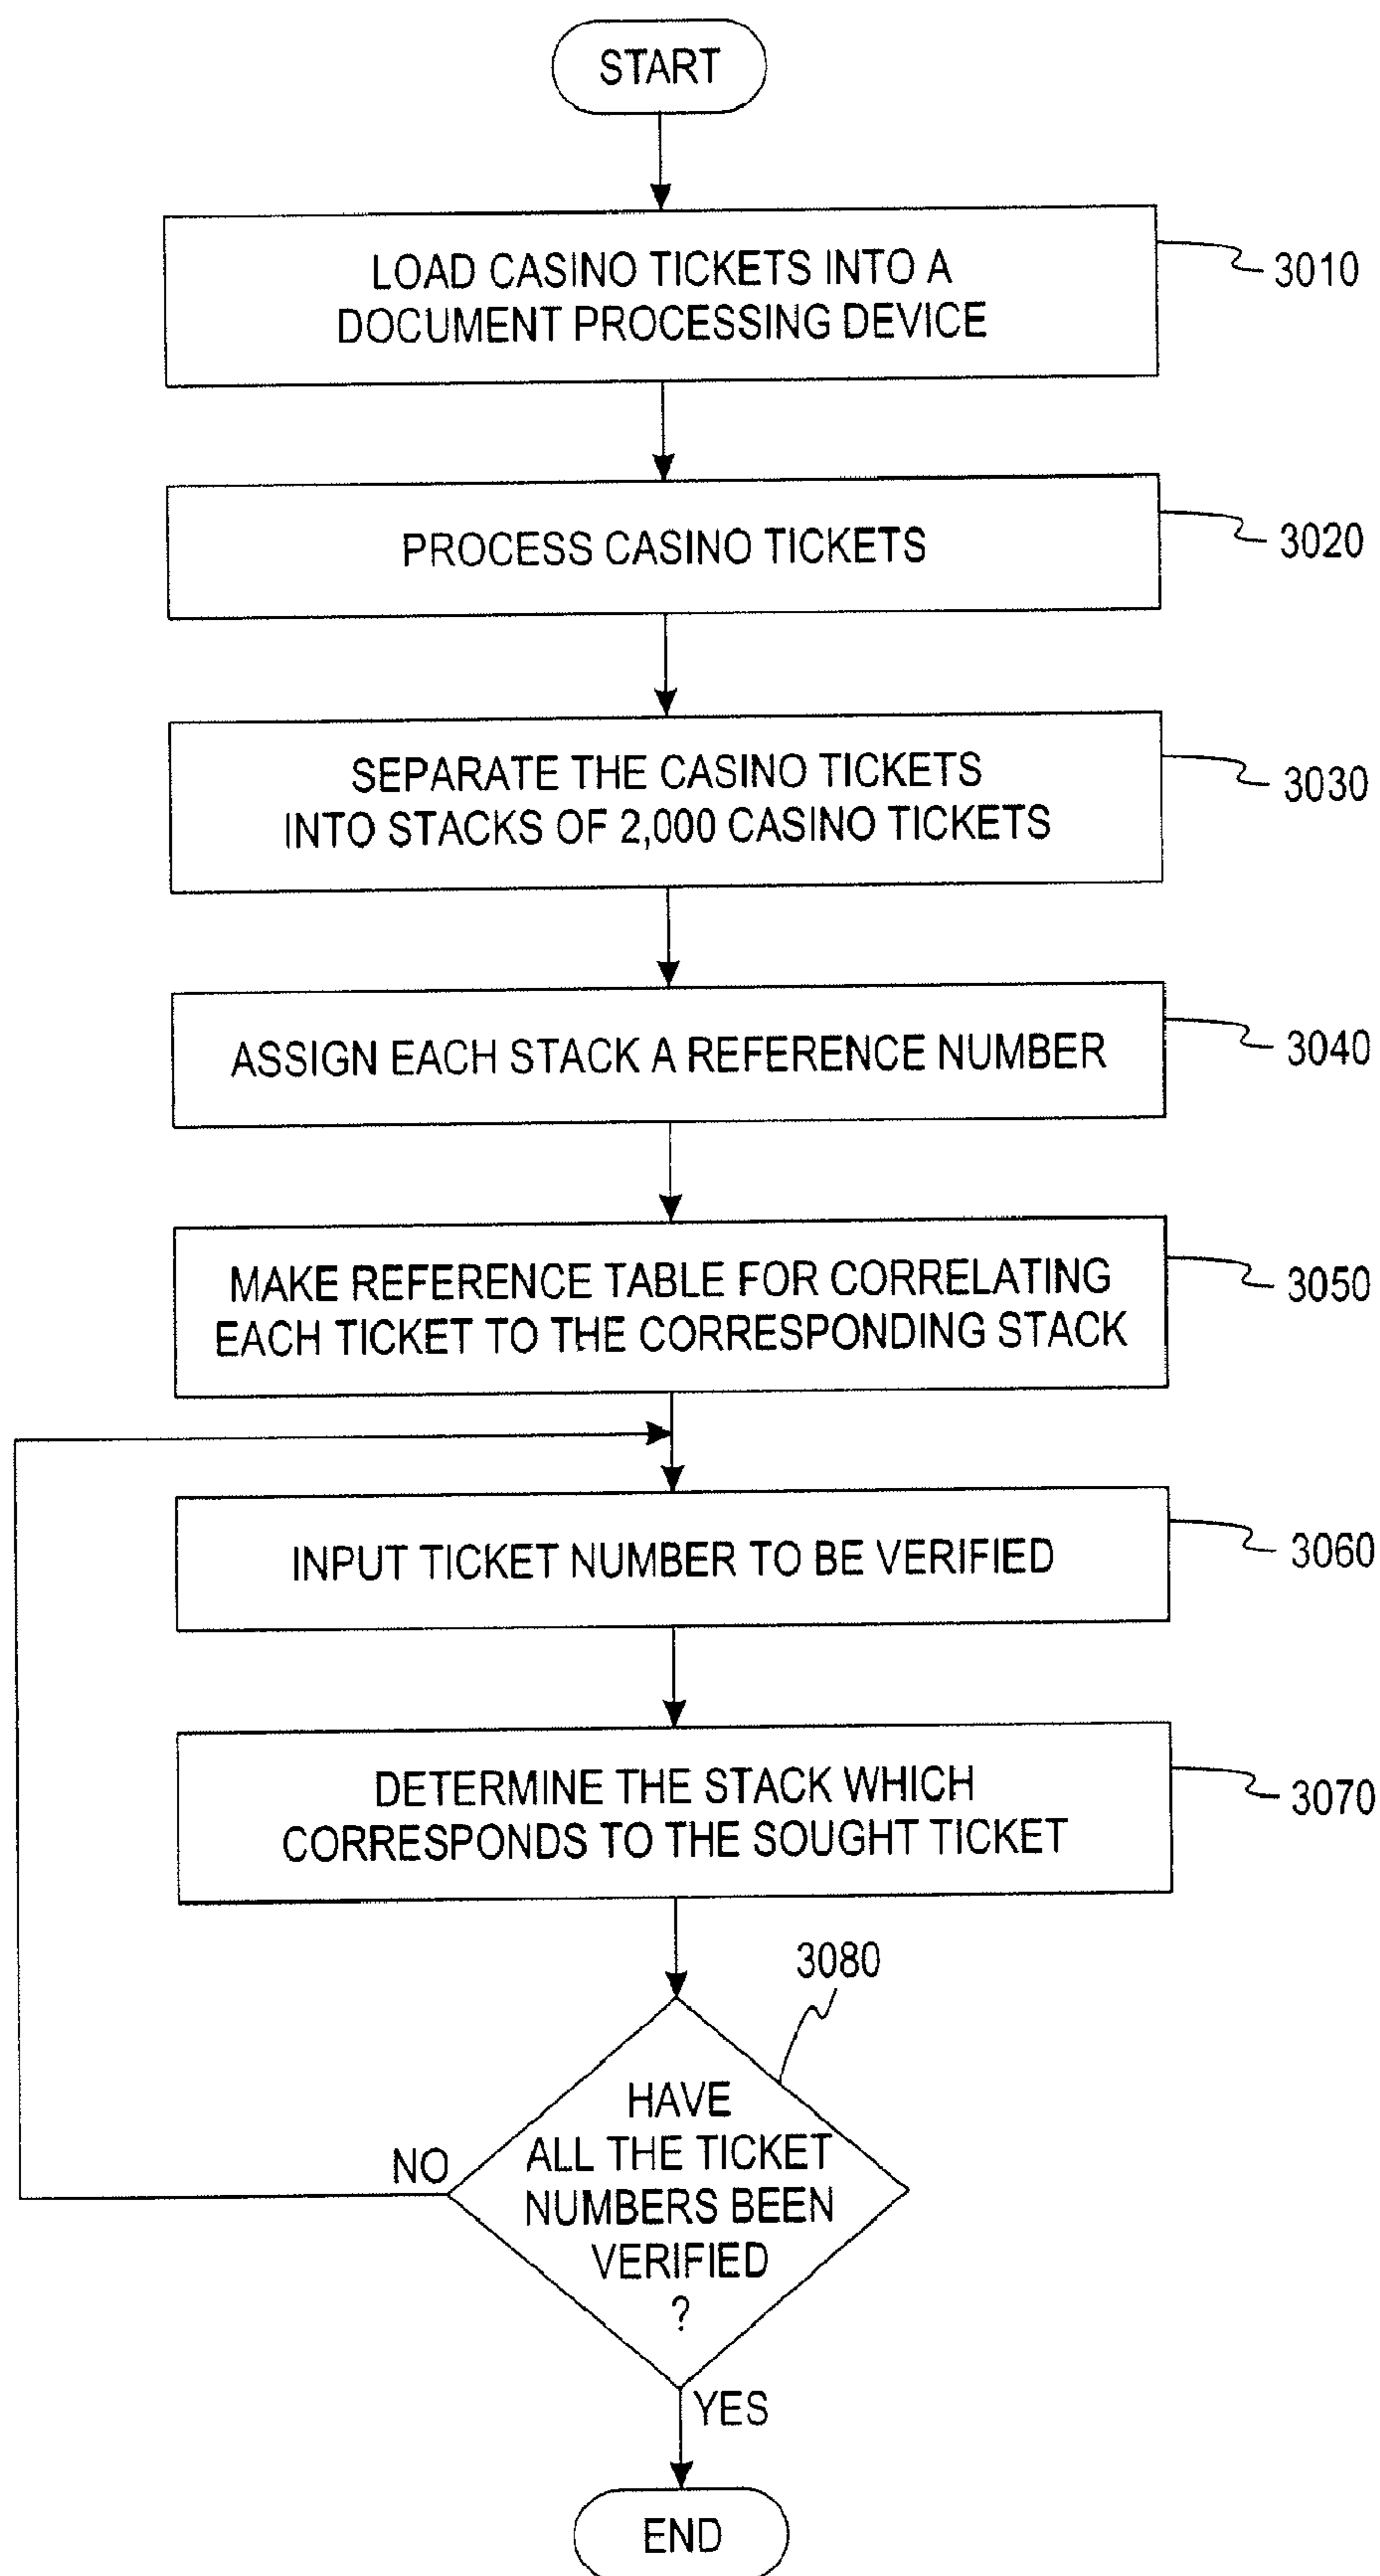 START
LOAD CASINO TICKETS INTO A
DOCUMENT PROCESSING DEVICE
3010
PROCESS CASINO TICKETS
3020
SEPARATE THE CASINO TICKETS
INTO STACKS OF 2,000 CASINO TICKETS
3030
ASSIGN EACH STACK A REFERENCE NUMBER
3040
MAKE REFERENCE TABLE FOR CORRELATING
EACH TICKET TO THE CORRESPONDING STACK
3050
INPUT TICKET NUMBER TO BE VERIFIED
3060
DETERMINE THE STACK WHICH
CORRESPONDS TO THE SOUGHT TICKET
3070
3080
HAVE
ALL THE TICKET
NUMBERS BEEN
VERIFIED
?
NO
YES
END